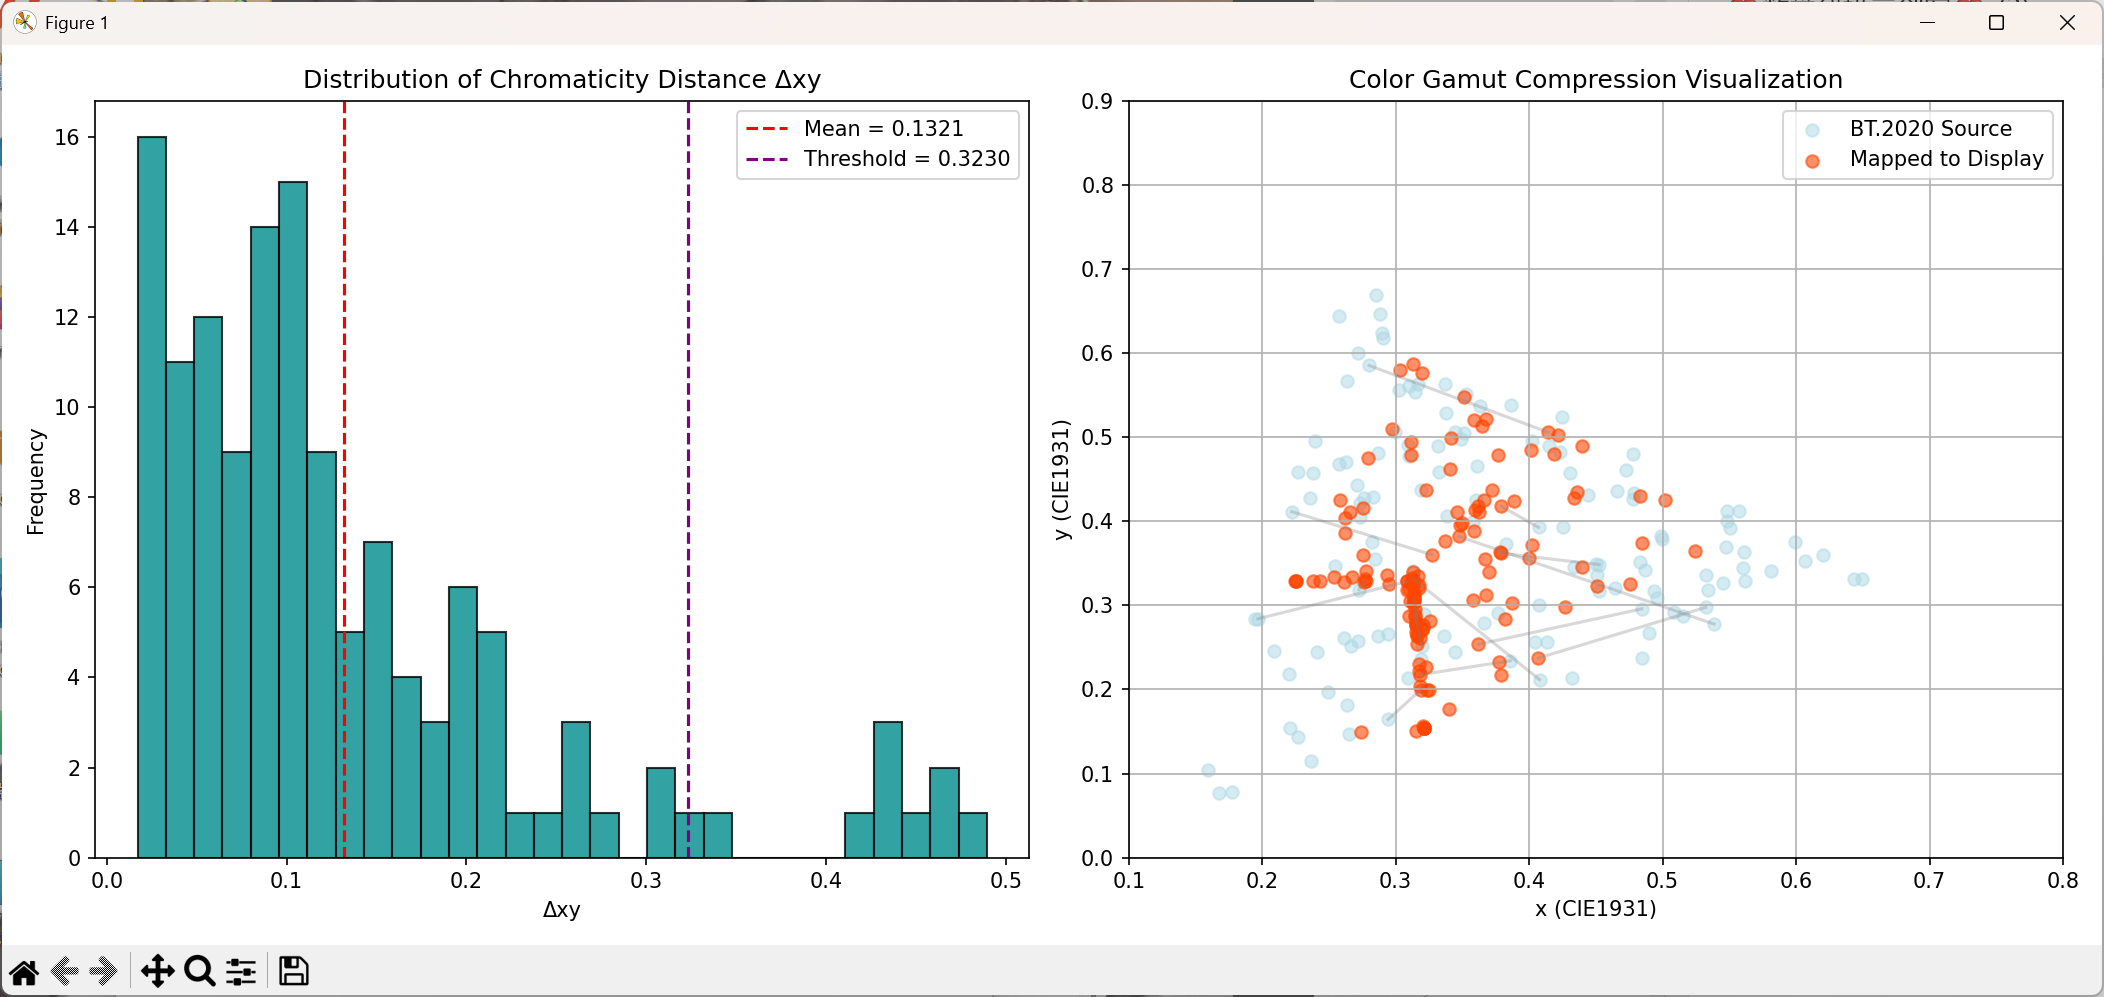 Figure 1
Distribution of Chromaticity Distance Δxy
Mean = 0.1321
Threshold = 0.3230
Frequency
16
14
12
10
8
6
4
2
0
0.0 0.1 0.2 0.3 0.4 0.5
Δxy
Color Gamut Compression Visualization
BT.2020 Source
Mapped to Display
y (CIE1931)
0.9
0.8
0.7
0.6
0.5
0.4
0.3
0.2
0.1
0.0
0.1 0.2 0.3 0.4 0.5 0.6 0.7 0.8
x (CIE1931)